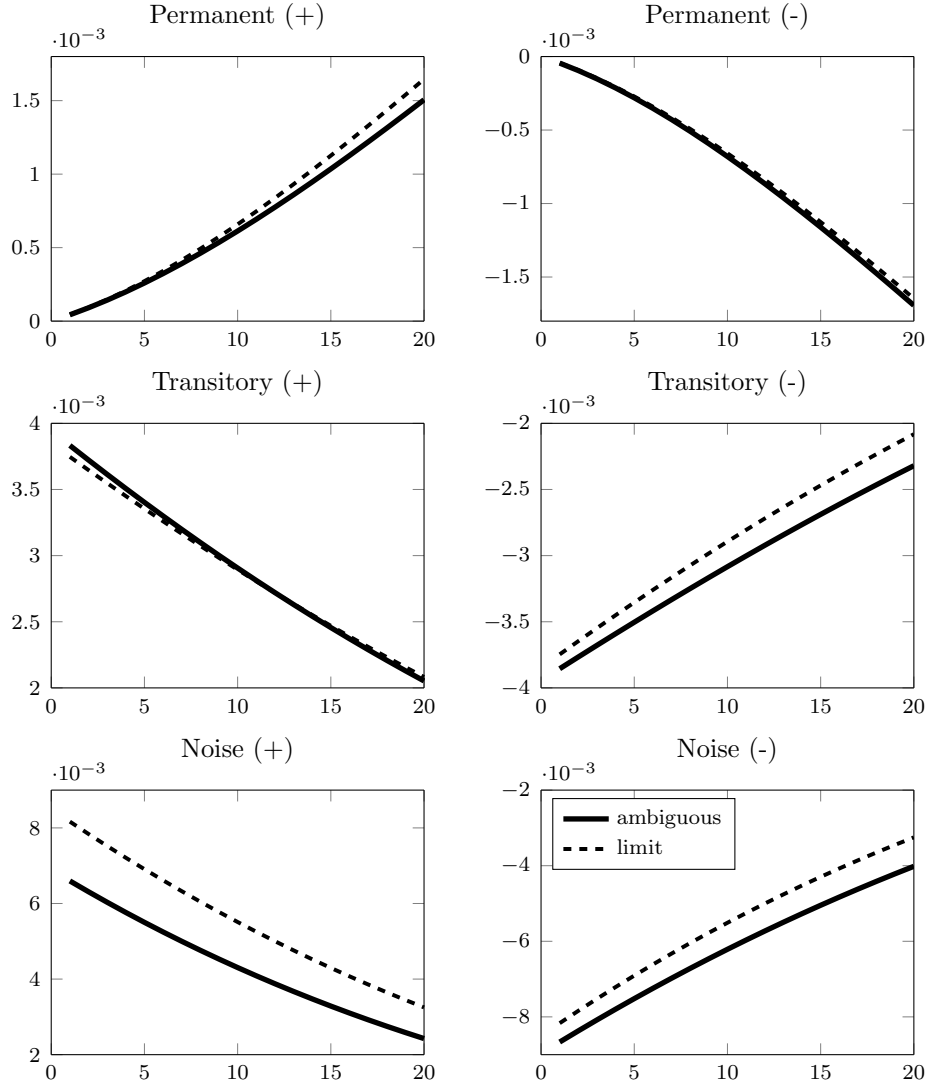 Permanent (+)
·10⁻³
1.5
1
0.5
0
0 5 10 15 20
Permanent (-)
·10⁻³
0
−0.5
−1
−1.5
0 5 10 15 20
Transitory (+)
·10⁻³
4
3.5
3
2.5
2
0 5 10 15 20
Transitory (-)
·10⁻³
−2
−2.5
−3
−3.5
−4
0 5 10 15 20
Noise (+)
·10⁻³
8
6
4
2
0 5 10 15 20
Noise (-)
·10⁻³
−2
−4
−6
−8
0 5 10 15 20
ambiguous
limit